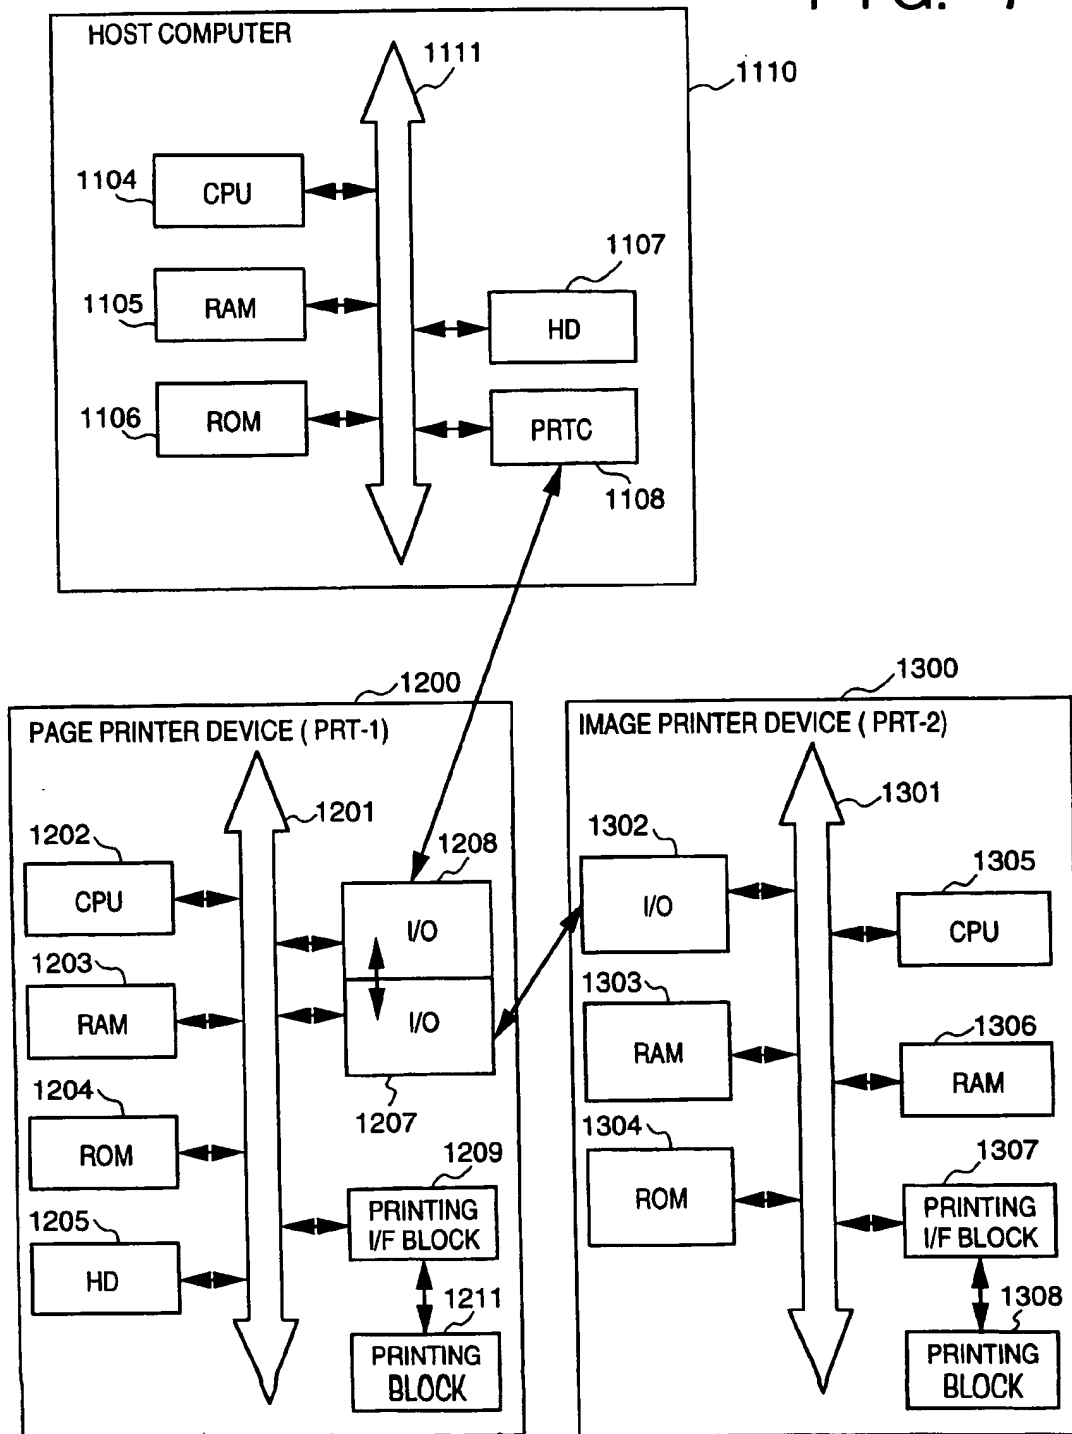 FIG.
HOST COMPUTER
1111
1110
1104
CPU
1107
1105
RAM
HD
1106
ROM
PRTC
1108
1200
PAGE PRINTER DEVICE ( PRT-1)
1201
1202
CPU
1208
I/O
1203
RAM
I/O
1207
1204
ROM
1209
PRINTING
I/F BLOCK
1205
HD
1211
PRINTING
BLOCK
1300
IMAGE PRINTER DEVICE ( PRT-2)
1301
1302
I/O
1305
CPU
1303
RAM
1306
RAM
1304
ROM
1307
PRINTING
I/F BLOCK
1308
PRINTING
BLOCK